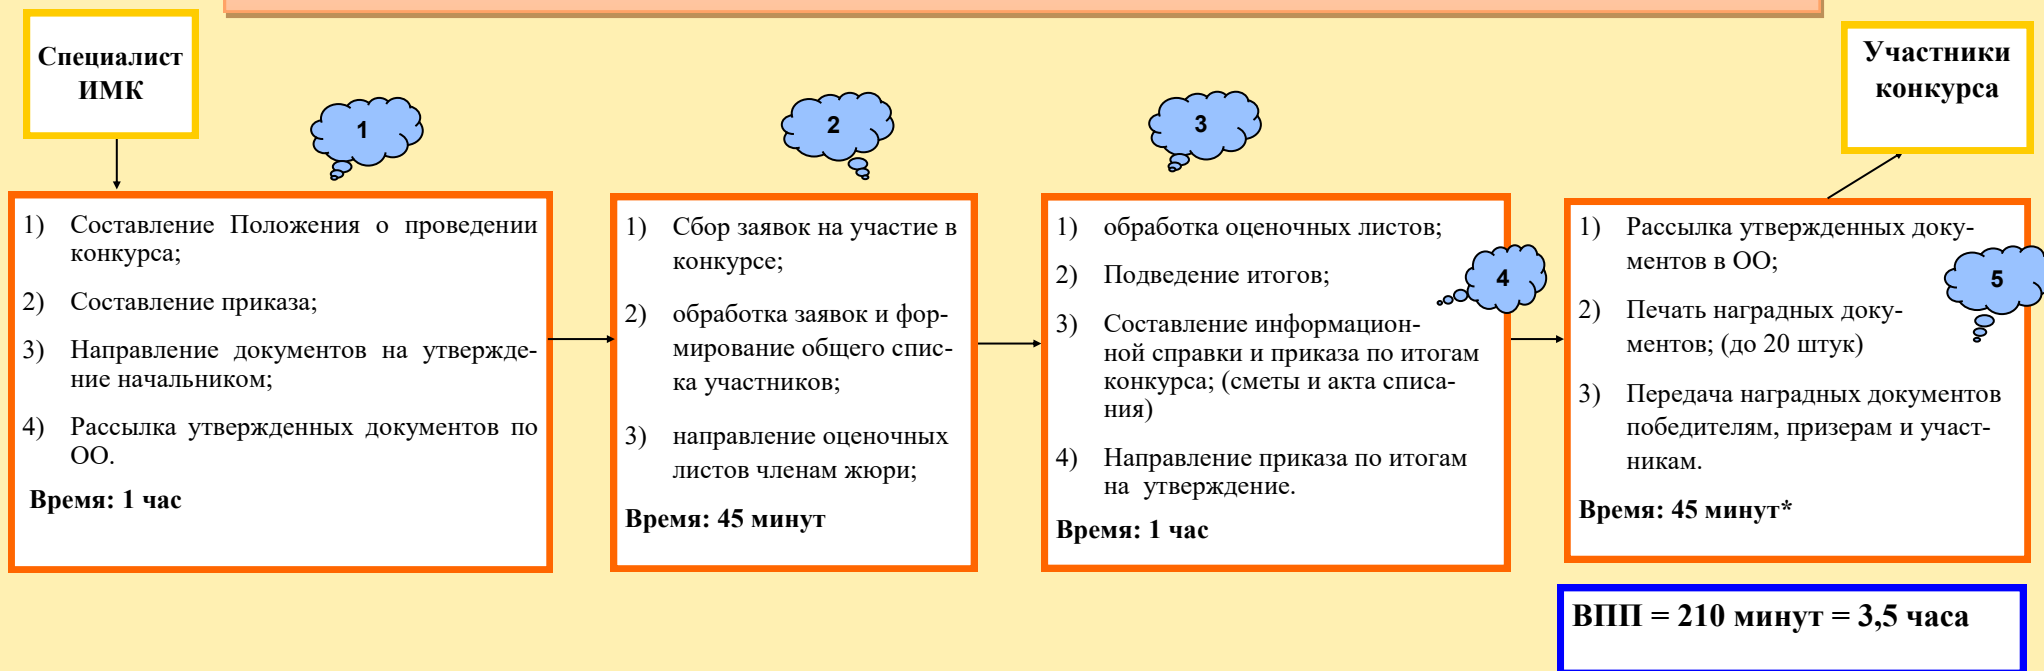 Специалист
ИМК
Участники
конкурса
1
2
3
1) Составление Положения о проведении
конкурса;
2) Составление приказа;
3) Направление документов на утвержде-
ние начальником;
4) Рассылка утвержденных документов по
ОО.
Время: 1 час
1) Сбор заявок на участие в
конкурсе;
2) обработка заявок и фор-
мирование общего спис-
ка участников;
3) направление оценочных
листов членам жюри;
Время: 45 минут
1) обработка оценочных листов;
2) Подведение итогов;
3) Составление информацион-
ной справки и приказа по итогам
конкурса; (сметы и акта списа-
ния)
4) Направление приказа по итогам
на утверждение.
Время: 1 час
4
1) Рассылка утвержденных доку-
ментов в ОО;
2) Печать наградных доку-
ментов; (до 20 штук)
3) Передача наградных документов
победителям, призерам и участ-
никам.
Время: 45 минут*
5
ВПП = 210 минут = 3,5 часа